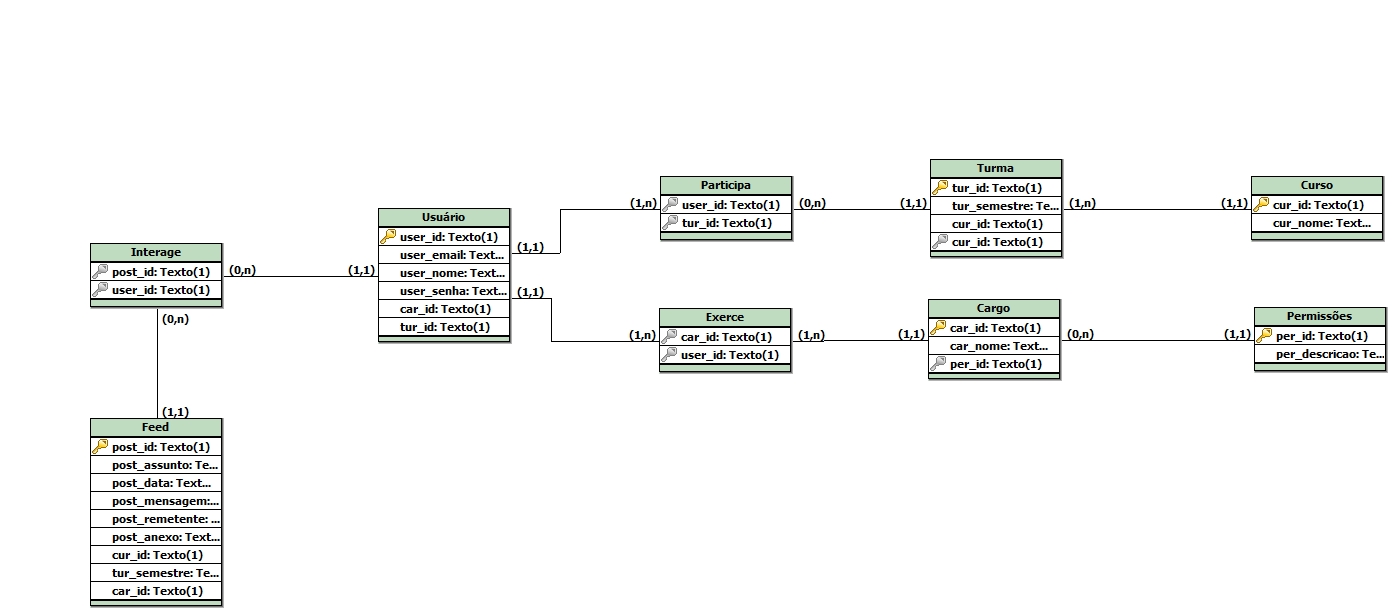 Interage
post_id: Texto(1)
user_id: Texto(1)
(0,n)
(1,1)
(0,n)
(1,1)
Feed
post_id: Texto(1)
post_assunto: Te...
post_data: Text...
post_mensagem:...
post_remetente: ...
post_anexo: Text...
cur_id: Texto(1)
tur_semestre: Te...
car_id: Texto(1)
Usuário
user_id: Texto(1)
user_email: Text...
user_nome: Text...
user_senha: Text...
car_id: Texto(1)
tur_id: Texto(1)
(1,1)
(1,1)
(1,n)
Participa
user_id: Texto(1)
tur_id: Texto(1)
(0,n)
(1,1)
Turma
tur_id: Texto(1)
tur_semestre: Te...
cur_id: Texto(1)
cur_id: Texto(1)
(1,n)
(1,1)
Curso
cur_id: Texto(1)
cur_nome: Text...
(1,n)
Exerce
car_id: Texto(1)
user_id: Texto(1)
(1,n)
(1,1)
Cargo
car_id: Texto(1)
car_nome: Text...
per_id: Texto(1)
(0,n)
(1,1)
Permissões
per_id: Texto(1)
per_descricao: Te...